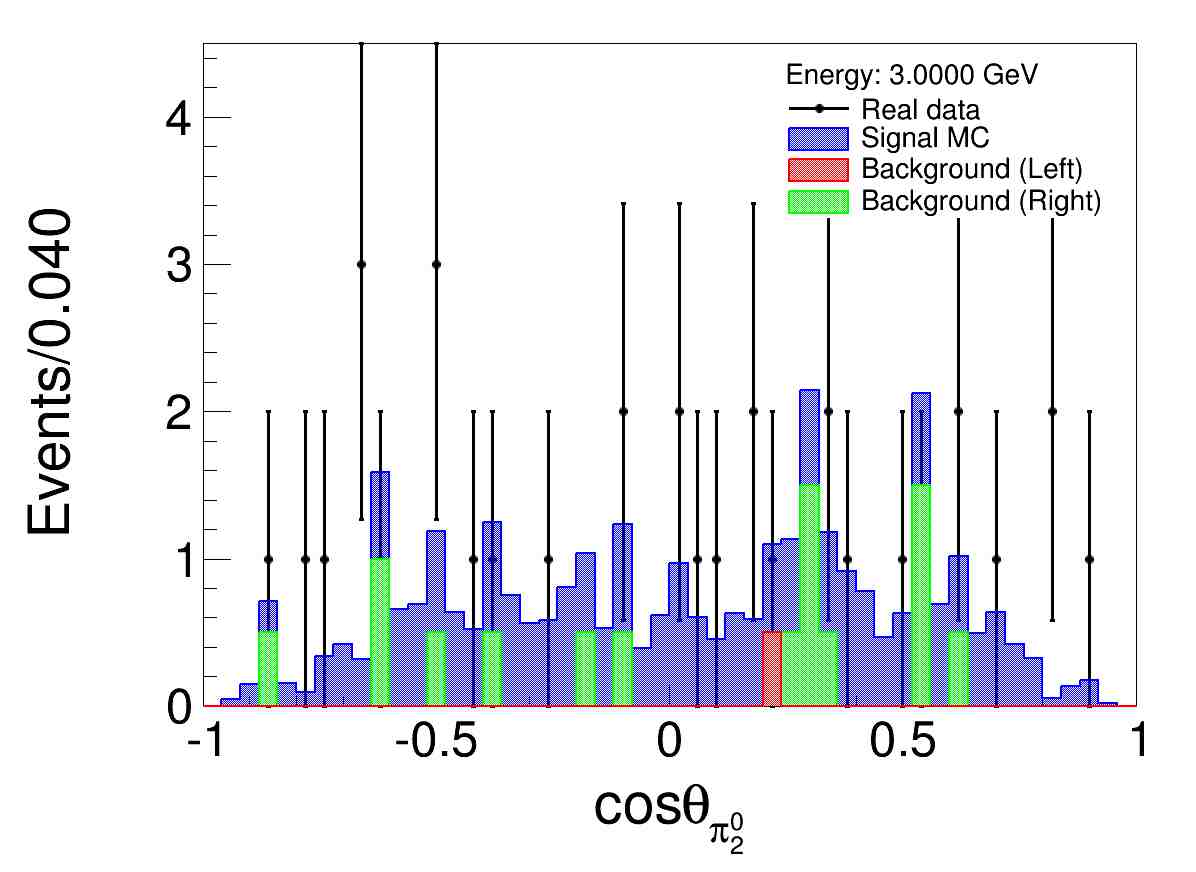 Energy: 3.0000 GeV
Real data
Signal MC
Background (Left)
Background (Right)
Events/0.040
4
3
2
1
0
-1 -0.5 0 0.5 1
cosθπ⁰₂